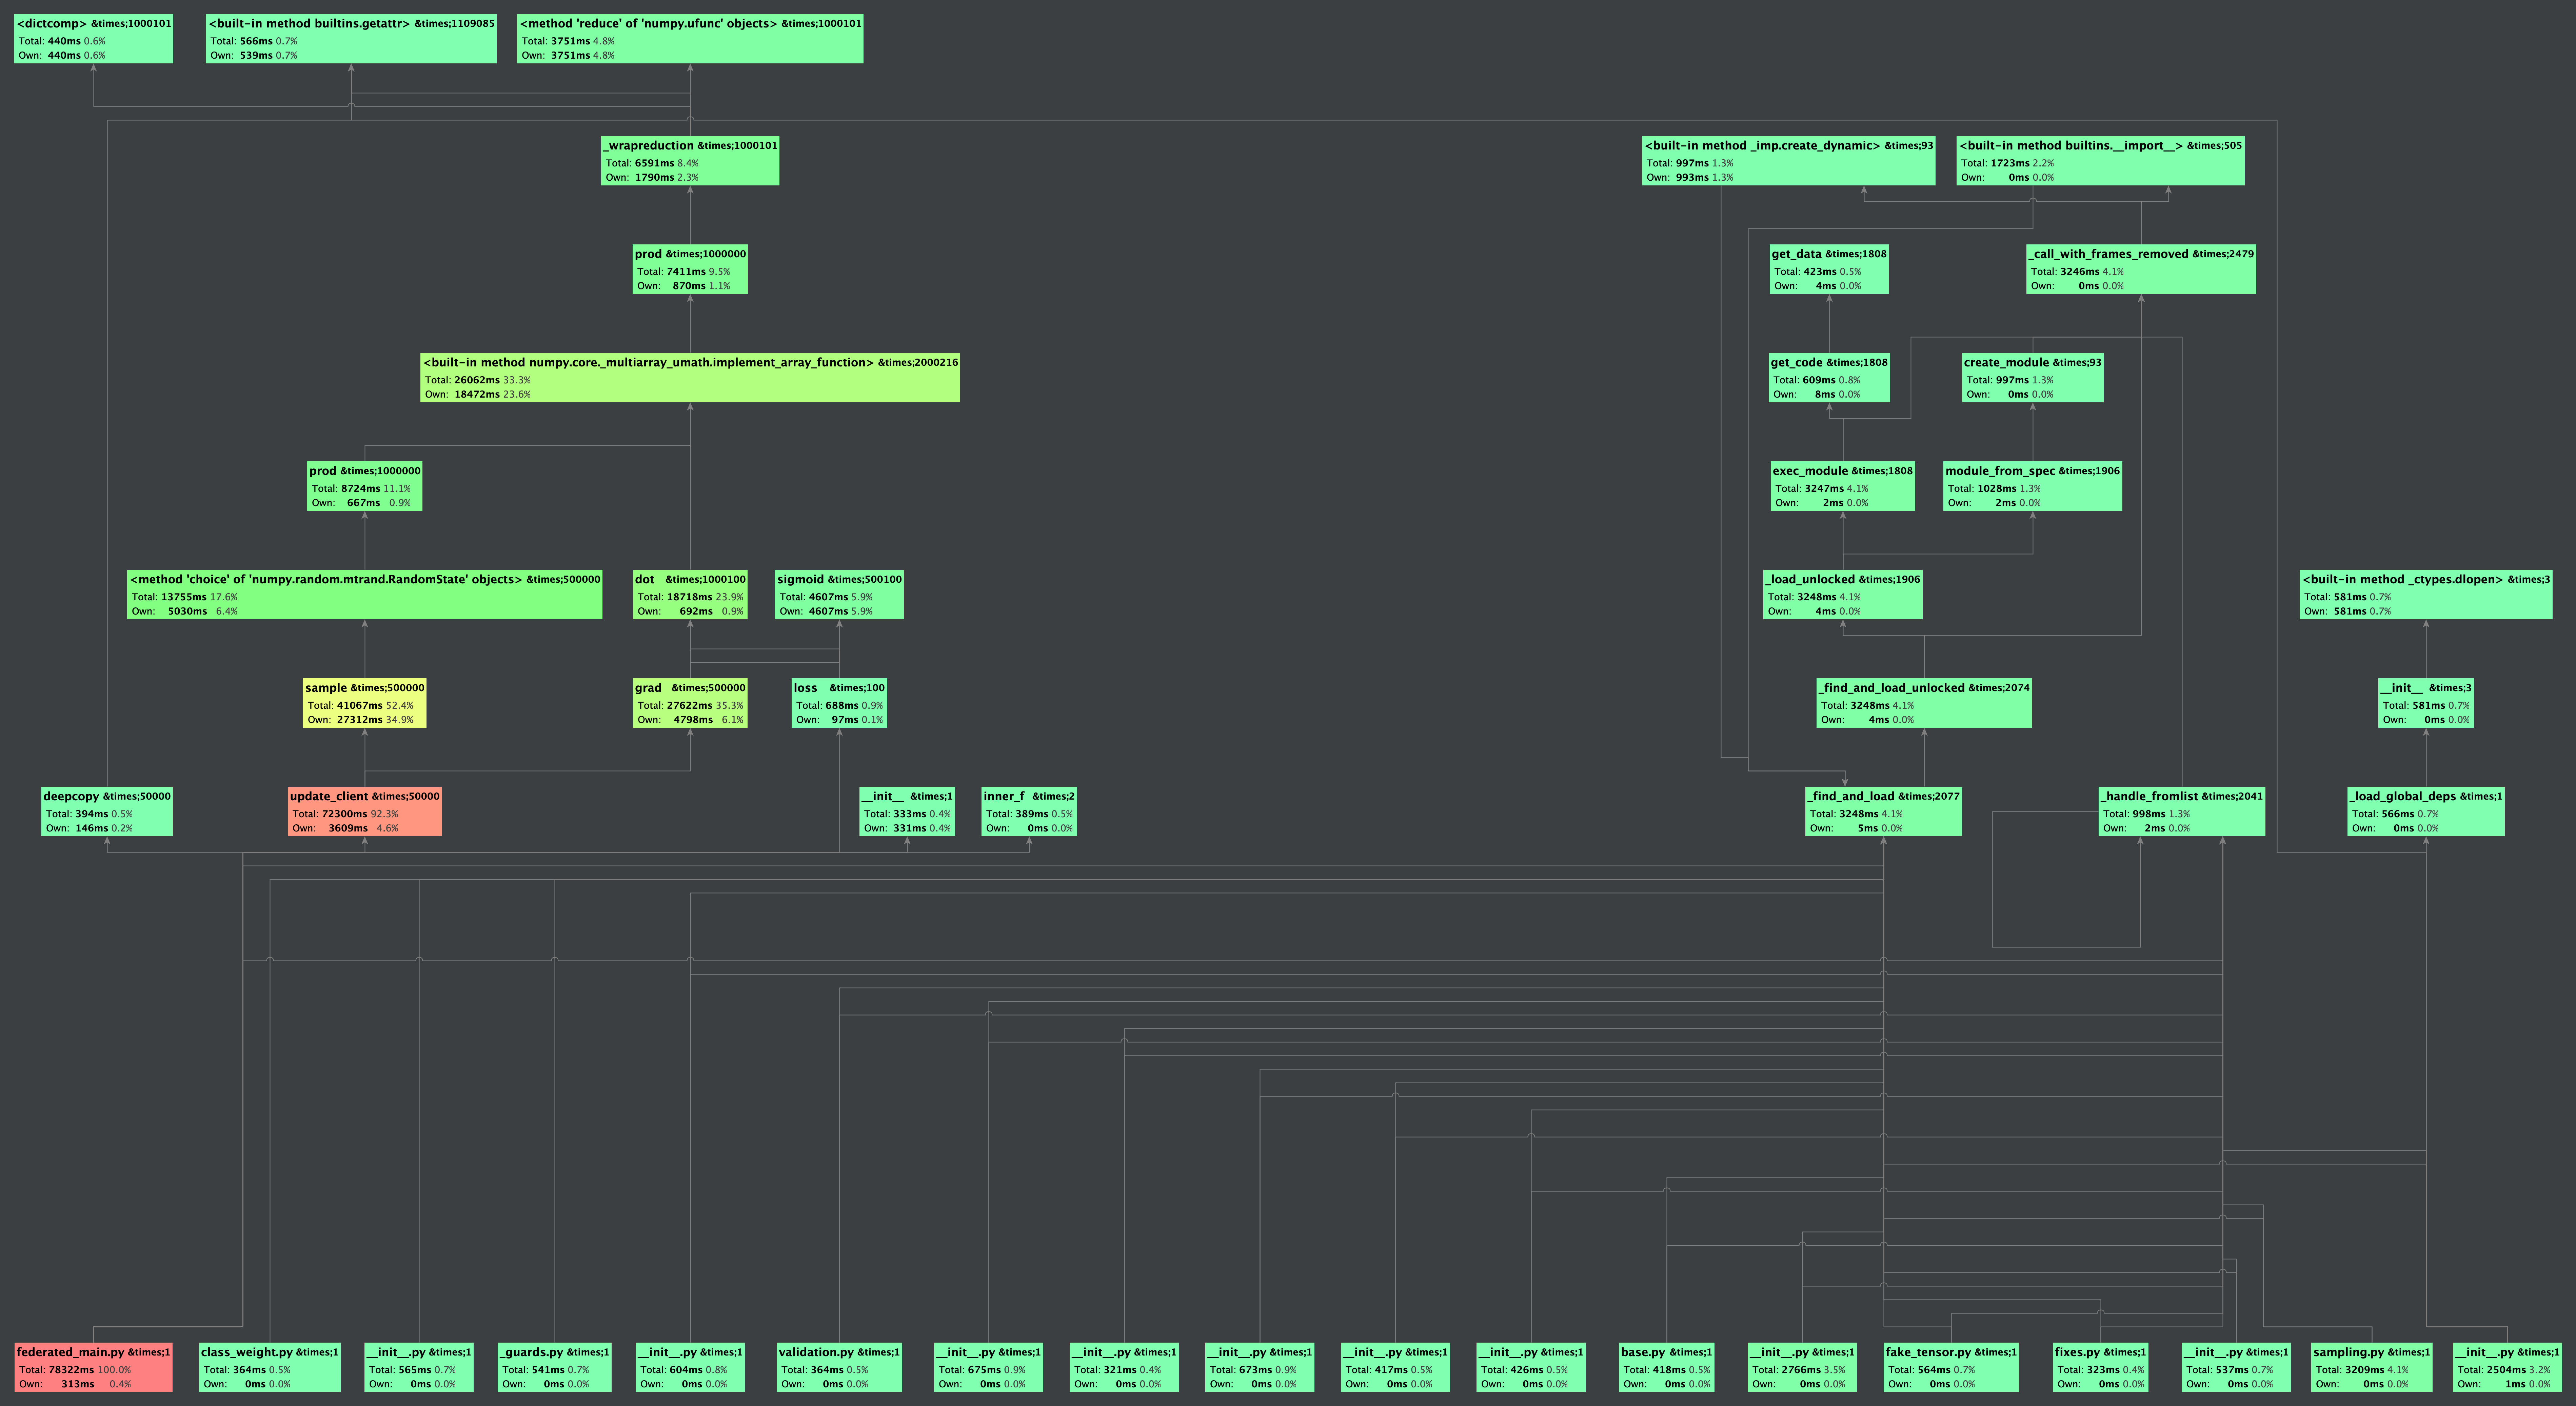 <dictcomp> &times;1000101
Total: 440ms 0.6%
Own: 440ms 0.6%
<built-in method builtins.getattr> &times;1109085
Total: 566ms 0.7%
Own: 539ms 0.7%
<method 'reduce' of 'numpy.ufunc' objects> &times;1000101
Total: 3751ms 4.8%
Own: 3751ms 4.8%
_wrapreduction &times;1000101
Total: 6591ms 8.4%
Own: 1790ms 2.3%
<built-in method _imp.create_dynamic> &times;93
Total: 997ms 1.3%
Own: 993ms 1.3%
<built-in method builtins.__import__> &times;505
Total: 1723ms 2.2%
Own: 0ms 0.0%
prod &times;1000000
Total: 7411ms 9.5%
Own: 870ms 1.1%
get_data &times;1808
Total: 423ms 0.5%
Own: 4ms 0.0%
_call_with_frames_removed &times;2479
Total: 3246ms 4.1%
Own: 0ms 0.0%
<built-in method numpy.core._multiarray_umath.implement_array_function> &times;2000216
Total: 26062ms 33.3%
Own: 18472ms 23.6%
get_code &times;1808
Total: 609ms 0.8%
Own: 8ms 0.0%
create_module &times;93
Total: 997ms 1.3%
Own: 0ms 0.0%
prod &times;1000000
Total: 8724ms 11.1%
Own: 667ms 0.9%
exec_module &times;1808
Total: 3247ms 4.1%
Own: 2ms 0.0%
module_from_spec &times;1906
Total: 1028ms 1.3%
Own: 2ms 0.0%
<method 'choice' of 'numpy.random.mtrand.RandomState' objects> &times;500000
Total: 13755ms 17.6%
Own: 5030ms 6.4%
dot &times;1000100
Total: 18718ms 23.9%
Own: 692ms 0.9%
sigmoid &times;500100
Total: 4607ms 5.9%
Own: 4607ms 5.9%
_load_unlocked &times;1906
Total: 3248ms 4.1%
Own: 4ms 0.0%
<built-in method _ctypes.dlopen> &times;3
Total: 581ms 0.7%
Own: 581ms 0.7%
sample &times;500000
Total: 41067ms 52.4%
Own: 27312ms 34.9%
grad &times;500000
Total: 27622ms 35.3%
Own: 4798ms 6.1%
loss &times;100
Total: 688ms 0.9%
Own: 97ms 0.1%
_find_and_load_unlocked &times;2074
Total: 3248ms 4.1%
Own: 4ms 0.0%
__init__ &times;3
Total: 581ms 0.7%
Own: 0ms 0.0%
deepcopy &times;50000
Total: 394ms 0.5%
Own: 146ms 0.2%
update_client &times;50000
Total: 72300ms 92.3%
Own: 3609ms 4.6%
__init__ &times;1
Total: 333ms 0.4%
Own: 331ms 0.4%
inner_f &times;2
Total: 389ms 0.5%
Own: 0ms 0.0%
_find_and_load &times;2077
Total: 3248ms 4.1%
Own: 5ms 0.0%
_handle_fromlist &times;2041
Total: 998ms 1.3%
Own: 2ms 0.0%
_load_global_deps &times;1
Total: 566ms 0.7%
Own: 0ms 0.0%
federated_main.py &times;1
Total: 78322ms 100.0%
Own: 313ms 0.4%
class_weight.py &times;1
Total: 364ms 0.5%
Own: 0ms 0.0%
__init__.py &times;1
Total: 565ms 0.7%
Own: 0ms 0.0%
_guards.py &times;1
Total: 541ms 0.7%
Own: 0ms 0.0%
__init__.py &times;1
Total: 604ms 0.8%
Own: 0ms 0.0%
validation.py &times;1
Total: 364ms 0.5%
Own: 0ms 0.0%
__init__.py &times;1
Total: 675ms 0.9%
Own: 0ms 0.0%
__init__.py &times;1
Total: 321ms 0.4%
Own: 0ms 0.0%
__init__.py &times;1
Total: 673ms 0.9%
Own: 0ms 0.0%
__init__.py &times;1
Total: 417ms 0.5%
Own: 0ms 0.0%
__init__.py &times;1
Total: 426ms 0.5%
Own: 0ms 0.0%
base.py &times;1
Total: 418ms 0.5%
Own: 0ms 0.0%
__init__.py &times;1
Total: 2766ms 3.5%
Own: 0ms 0.0%
fake_tensor.py &times;1
Total: 564ms 0.7%
Own: 0ms 0.0%
fixes.py &times;1
Total: 323ms 0.4%
Own: 0ms 0.0%
__init__.py &times;1
Total: 537ms 0.7%
Own: 0ms 0.0%
sampling.py &times;1
Total: 3209ms 4.1%
Own: 0ms 0.0%
__init__.py &times;1
Total: 2504ms 3.2%
Own: 1ms 0.0%